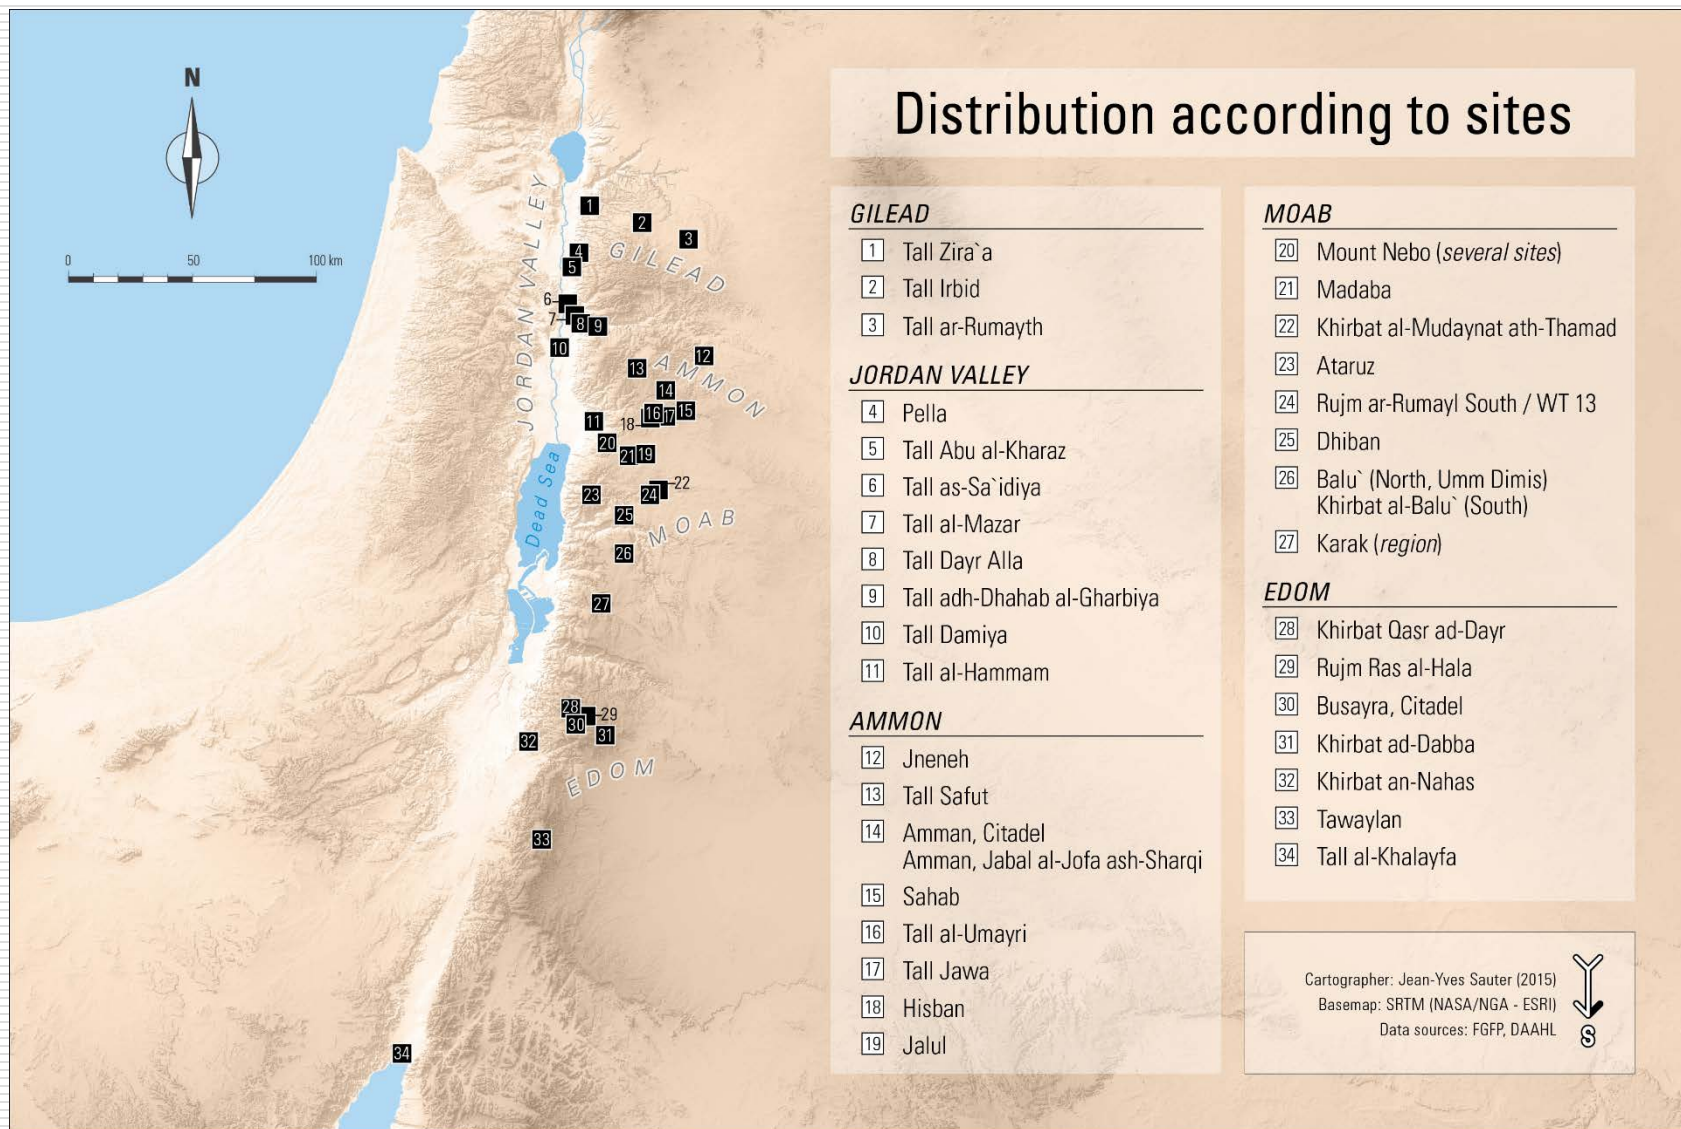 N
0 50 100 km
JORDAN VALLEY
GILEAD
AMMON
MOAB
EDOM
Dead Sea
1
2
3
4
5
6
7
8
9
10
11
12
13
14
15
16
17
18
19
20
21
22
23
24
25
26
27
28
29
30
31
32
33
34
Distribution according to sites
GILEAD
1 Tall Zira`a
2 Tall Irbid
3 Tall ar-Rumayth
JORDAN VALLEY
4 Pella
5 Tall Abu al-Kharaz
6 Tall as-Sa`idiya
7 Tall al-Mazar
8 Tall Dayr Alla
9 Tall adh-Dhahab al-Gharbiya
10 Tall Damiya
11 Tall al-Hammam
AMMON
12 Jneneh
13 Tall Safut
14 Amman, Citadel
Amman, Jabal al-Jofa ash-Sharqi
15 Sahab
16 Tall al-Umayri
17 Tall Jawa
18 Hisban
19 Jalul
MOAB
20 Mount Nebo (several sites)
21 Madaba
22 Khirbat al-Mudaynat ath-Thamad
23 Ataruz
24 Rujm ar-Rumayl South / WT 13
25 Dhiban
26 Balu` (North, Umm Dimis)
Khirbat al-Balu` (South)
27 Karak (region)
EDOM
28 Khirbat Qasr ad-Dayr
29 Rujm Ras al-Hala
30 Busayra, Citadel
31 Khirbat ad-Dabba
32 Khirbat an-Nahas
33 Tawaylan
34 Tall al-Khalayfa
Cartographer: Jean-Yves Sauter (2015)
Basemap: SRTM (NASA/NGA - ESRI)
Data sources: FGFP, DAAHL
S